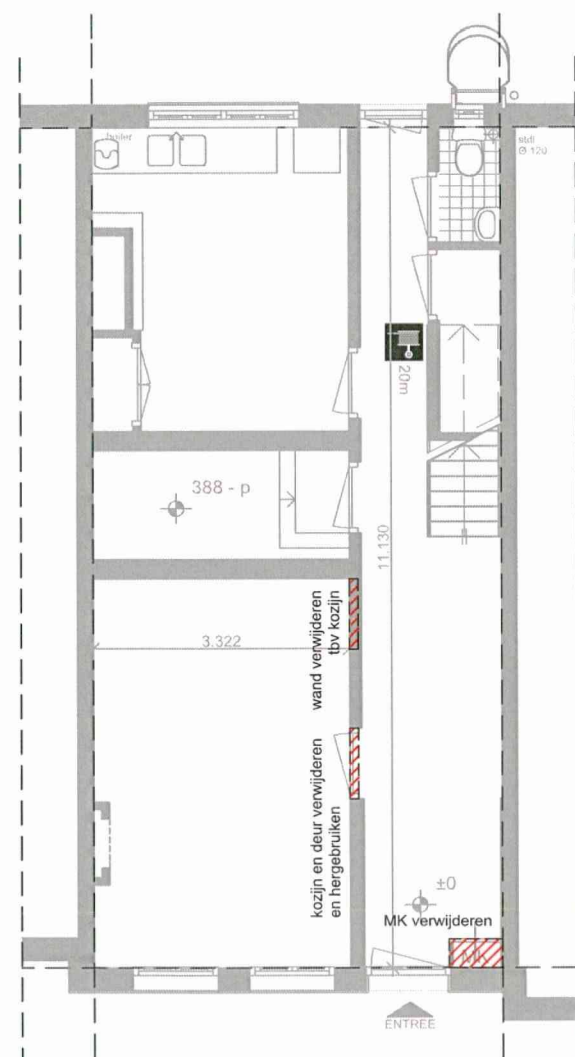 boiler
stdl
Ø 120
20m
388 - p
11.130
wand verwijderen
tbv kozijn
3.322
kozijn en deur verwijderen
en hergebruiken
±0
MK verwijderen
MK
ENTREE